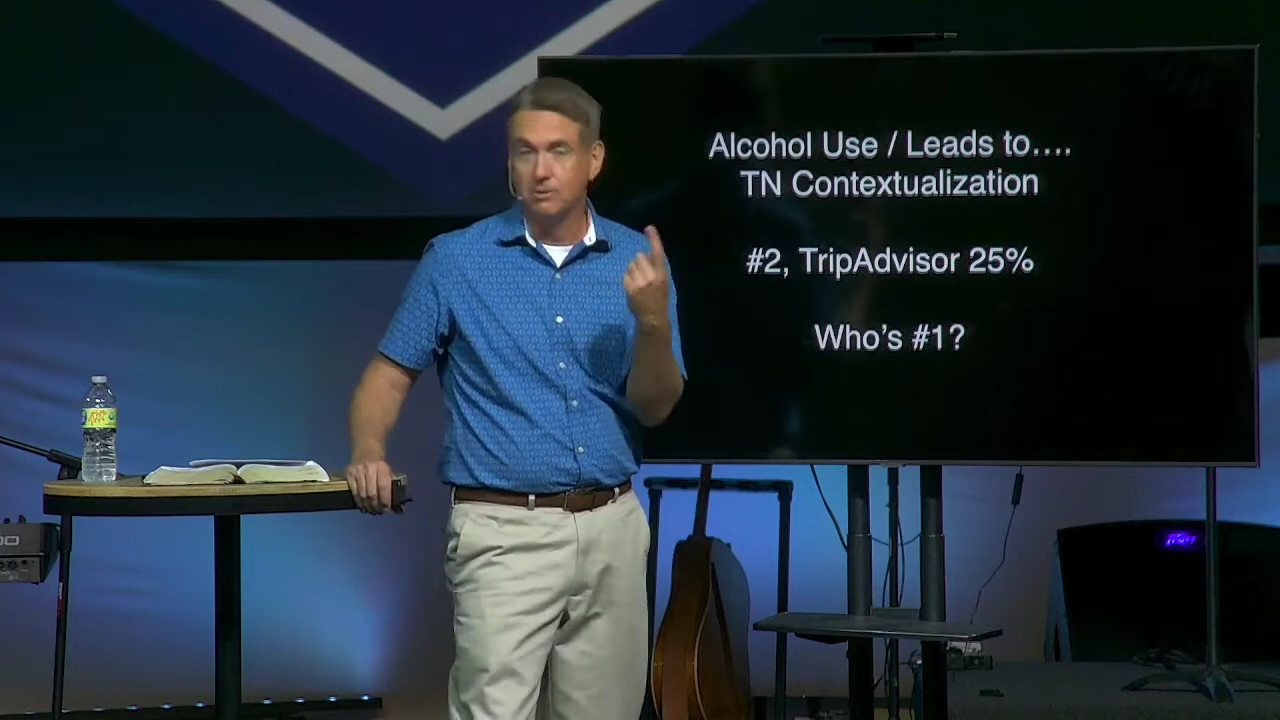 Alcohol Use / Leads to....
TN Contextualization
#2, TripAdvisor 25%
Who's #1?